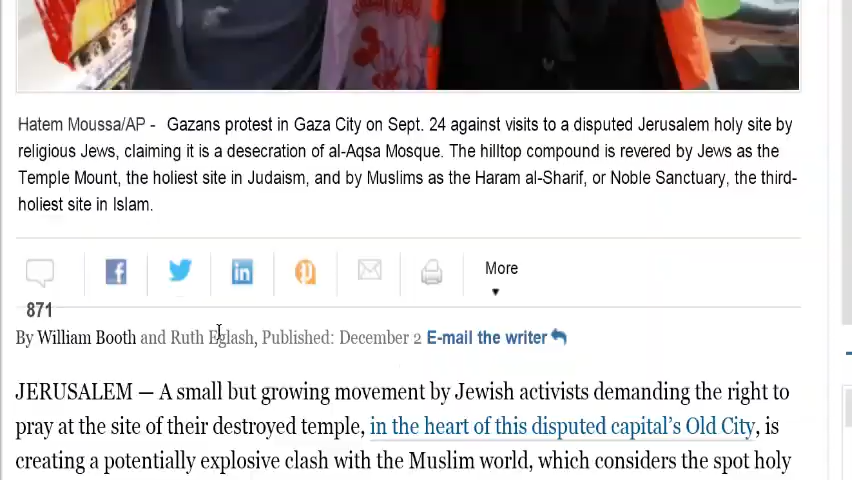 Hatem Moussa/AP - Gazans protest in Gaza City on Sept. 24 against visits to a disputed Jerusalem holy site by
religious Jews, claiming it is a desecration of al-Aqsa Mosque. The hilltop compound is revered by Jews as the
Temple Mount, the holiest site in Judaism, and by Muslims as the Haram al-Sharif, or Noble Sanctuary, the third-
holiest site in Islam.
More
871
By William Booth and Ruth Eglash, Published: December 2 E-mail the writer
JERUSALEM — A small but growing movement by Jewish activists demanding the right to
pray at the site of their destroyed temple, in the heart of this disputed capital's Old City, is
creating a potentially explosive clash with the Muslim world, which considers the spot holy